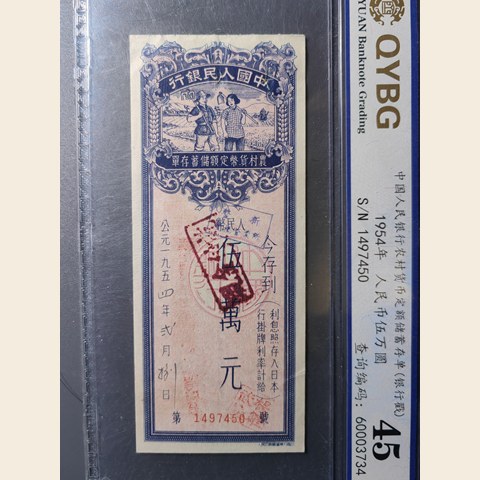 行銀民人國中
單存蓄儲額定幣貨村農
今存到
人民幣
伍萬元
利息照存入日本
行掛牌利率計給
公元一九五四年弍月 日
第 1497450 號
QYBG
YUAN Banknote Grading
中国人民银行农村货币定额储蓄存单(银行戳)
1954年 人民币伍万圆
S/N 1497450
45
查询编码: 60003734